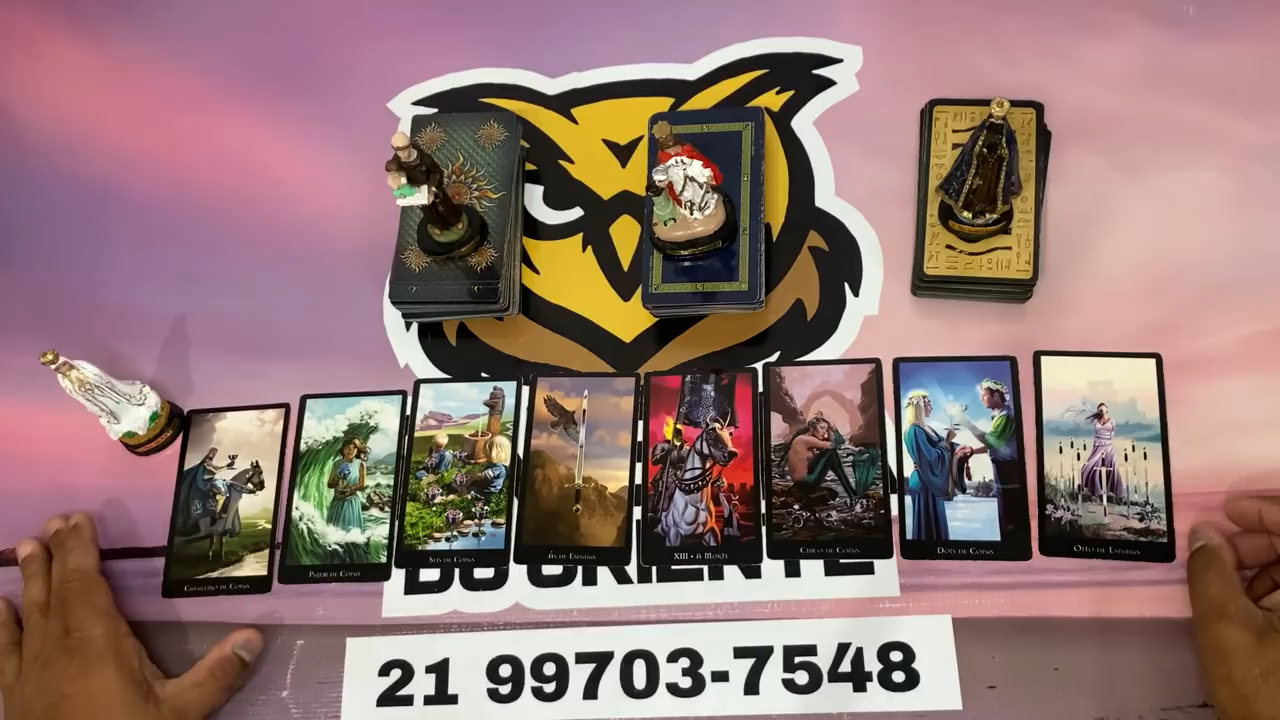 CAVALEIRO DE COPAS
PAJEM DE COPAS
SEIS DE COPAS
ÁS DE ESPADAS
XIII • A MORTE
CINCO DE COPAS
DOIS DE COPAS
OITO DE ESPADAS
DO ORIENTE
21 99703-7548